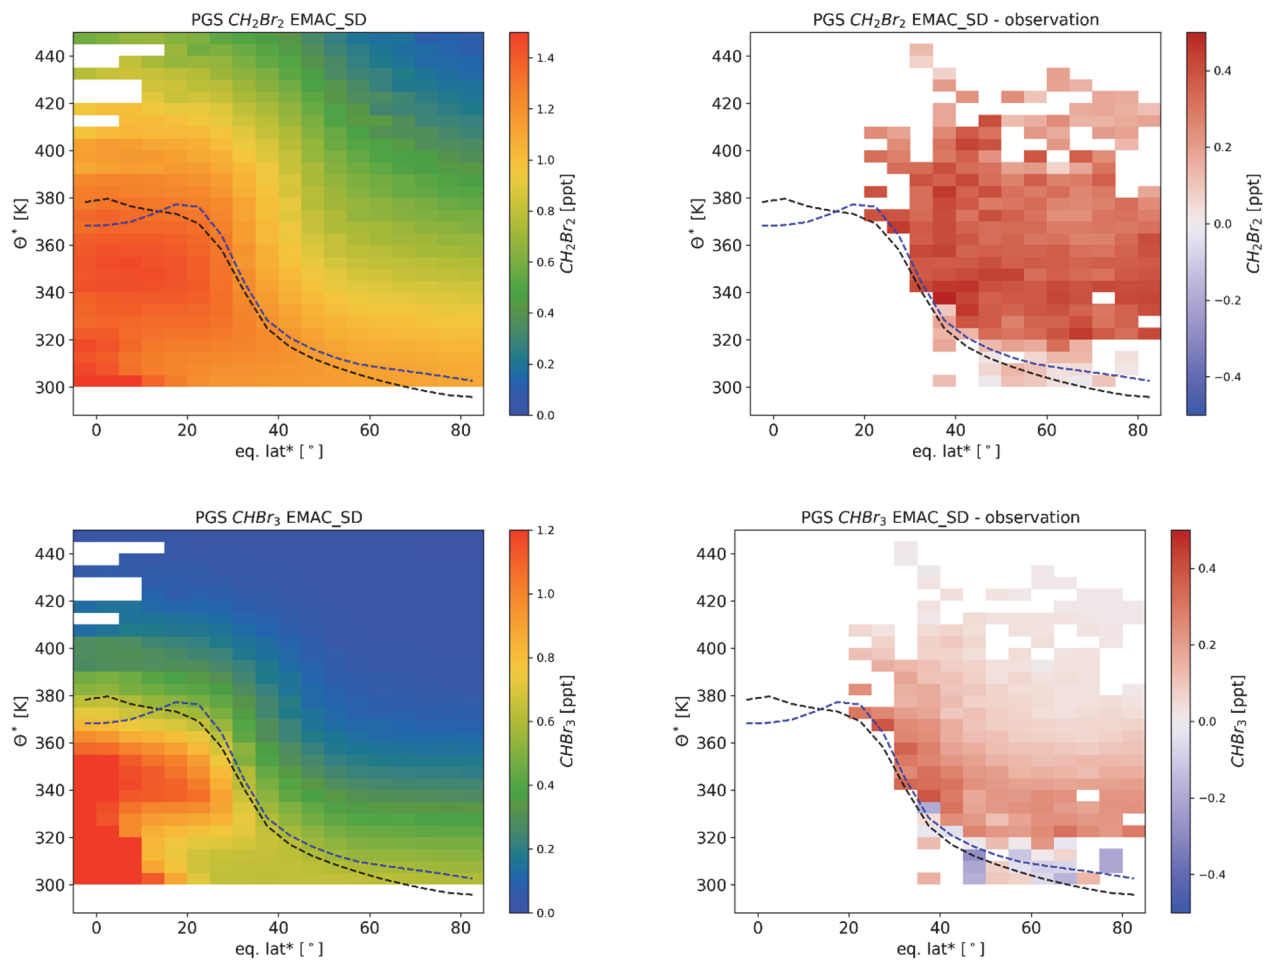 PGS CH₂Br₂ EMAC_SD
440
420
400
380
360
340
320
300
Θ* [K]
0 20 40 60 80
eq. lat* [°]
1.4
1.2
1.0
0.8
0.6
0.4
0.2
0.0
CH₂Br₂ [ppt]
PGS CH₂Br₂ EMAC_SD - observation
440
420
400
380
360
340
320
300
Θ* [K]
0 20 40 60 80
eq. lat* [°]
0.4
0.2
0.0
−0.2
−0.4
CH₂Br₂ [ppt]
PGS CHBr₃ EMAC_SD
440
420
400
380
360
340
320
300
Θ* [K]
0 20 40 60 80
eq. lat* [°]
1.2
1.0
0.8
0.6
0.4
0.2
0.0
CHBr₃ [ppt]
PGS CHBr₃ EMAC_SD - observation
440
420
400
380
360
340
320
300
Θ* [K]
0 20 40 60 80
eq. lat* [°]
0.4
0.2
0.0
−0.2
−0.4
CHBr₃ [ppt]